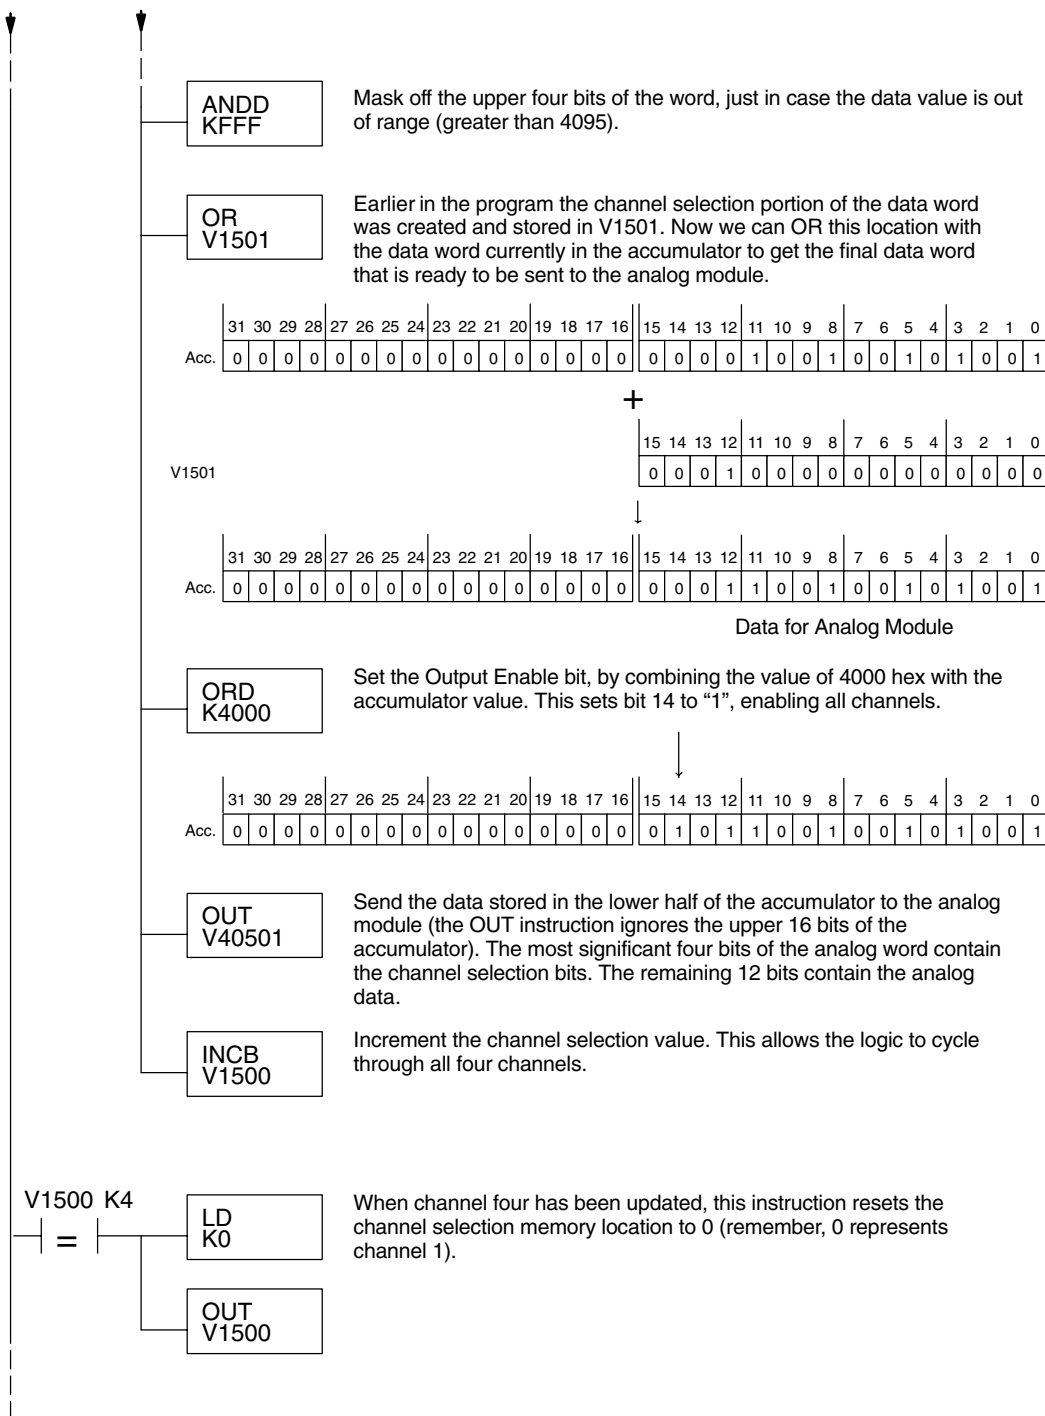 ANDD
KFFF
Mask off the upper four bits of the word, just in case the data value is out
of range (greater than 4095).
OR
V1501
Earlier in the program the channel selection portion of the data word
was created and stored in V1501. Now we can OR this location with
the data word currently in the accumulator to get the final data word
that is ready to be sent to the analog module.
31 30 29 28 27 26 25 24 23 22 21 20 19 18 17 16 15 14 13 12 11 10 9 8 7 6 5 4 3 2 1 0
Acc. 0 0 0 0 0 0 0 0 0 0 0 0 0 0 0 0 0 0 0 0 1 0 0 1 0 0 1 0 1 0 0 1
+
15 14 13 12 11 10 9 8 7 6 5 4 3 2 1 0
V1501 0 0 0 1 0 0 0 0 0 0 0 0 0 0 0 0
31 30 29 28 27 26 25 24 23 22 21 20 19 18 17 16 15 14 13 12 11 10 9 8 7 6 5 4 3 2 1 0
Acc. 0 0 0 0 0 0 0 0 0 0 0 0 0 0 0 0 0 0 0 1 1 0 0 1 0 0 1 0 1 0 0 1
Data for Analog Module
ORD
K4000
Set the Output Enable bit, by combining the value of 4000 hex with the
accumulator value. This sets bit 14 to “1”, enabling all channels.
31 30 29 28 27 26 25 24 23 22 21 20 19 18 17 16 15 14 13 12 11 10 9 8 7 6 5 4 3 2 1 0
Acc. 0 0 0 0 0 0 0 0 0 0 0 0 0 0 0 0 0 1 0 1 1 0 0 1 0 0 1 0 1 0 0 1
OUT
V40501
Send the data stored in the lower half of the accumulator to the analog
module (the OUT instruction ignores the upper 16 bits of the
accumulator). The most significant four bits of the analog word contain
the channel selection bits. The remaining 12 bits contain the analog
data.
INCB
V1500
Increment the channel selection value. This allows the logic to cycle
through all four channels.
V1500 K4
=
LD
K0
When channel four has been updated, this instruction resets the
channel selection memory location to 0 (remember, 0 represents
channel 1).
OUT
V1500